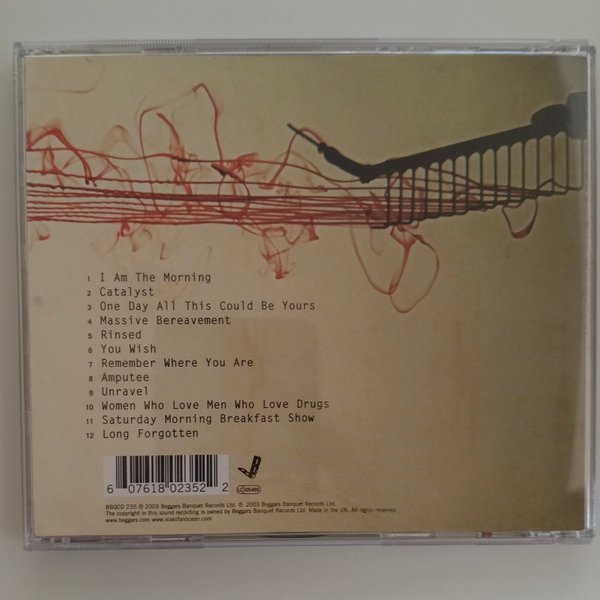 1 I Am The Morning
2 Catalyst
3 One Day All This Could Be Yours
4 Massive Bereavement
5 Rinsed
6 You Wish
7 Remember Where You Are
8 Amputee
9 Unravel
10 Women Who Love Men Who Love Drugs
11 Saturday Morning Breakfast Show
12 Long Forgotten
6 07618 02352 2
LC 06485
BBQCD 235 ℗ 2003 Beggars Banquet Records Ltd. © 2003 Beggars Banquet Records Ltd.
The copyright in this sound recording is owned by Beggars Banquet Records Ltd. Made in the UK. All rights reserved.
www.beggars.com www.sizeofanocean.com